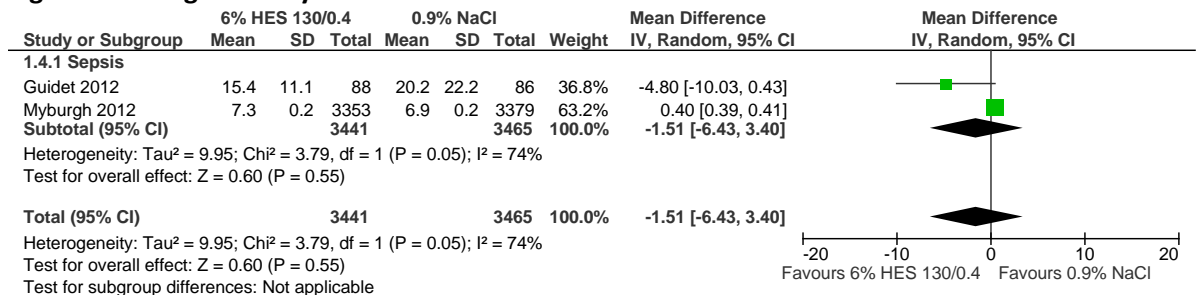 6% HES 130/0.4 0.9% NaCl Mean Difference Mean Difference
Study or Subgroup Mean SD Total Mean SD Total Weight IV, Random, 95% CI IV, Random, 95% CI
1.4.1 Sepsis
Guidet 2012 15.4 11.1 88 20.2 22.2 86 36.8% -4.80 [-10.03, 0.43]
Myburgh 2012 7.3 0.2 3353 6.9 0.2 3379 63.2% 0.40 [0.39, 0.41]
Subtotal (95% CI) 3441 3465 100.0% -1.51 [-6.43, 3.40]
Heterogeneity: Tau² = 9.95; Chi² = 3.79, df = 1 (P = 0.05); I² = 74%
Test for overall effect: Z = 0.60 (P = 0.55)
Total (95% CI) 3441 3465 100.0% -1.51 [-6.43, 3.40]
Heterogeneity: Tau² = 9.95; Chi² = 3.79, df = 1 (P = 0.05); I² = 74%
Test for overall effect: Z = 0.60 (P = 0.55)
Test for subgroup differences: Not applicable
-20 -10 0 10 20
Favours 6% HES 130/0.4 Favours 0.9% NaCl